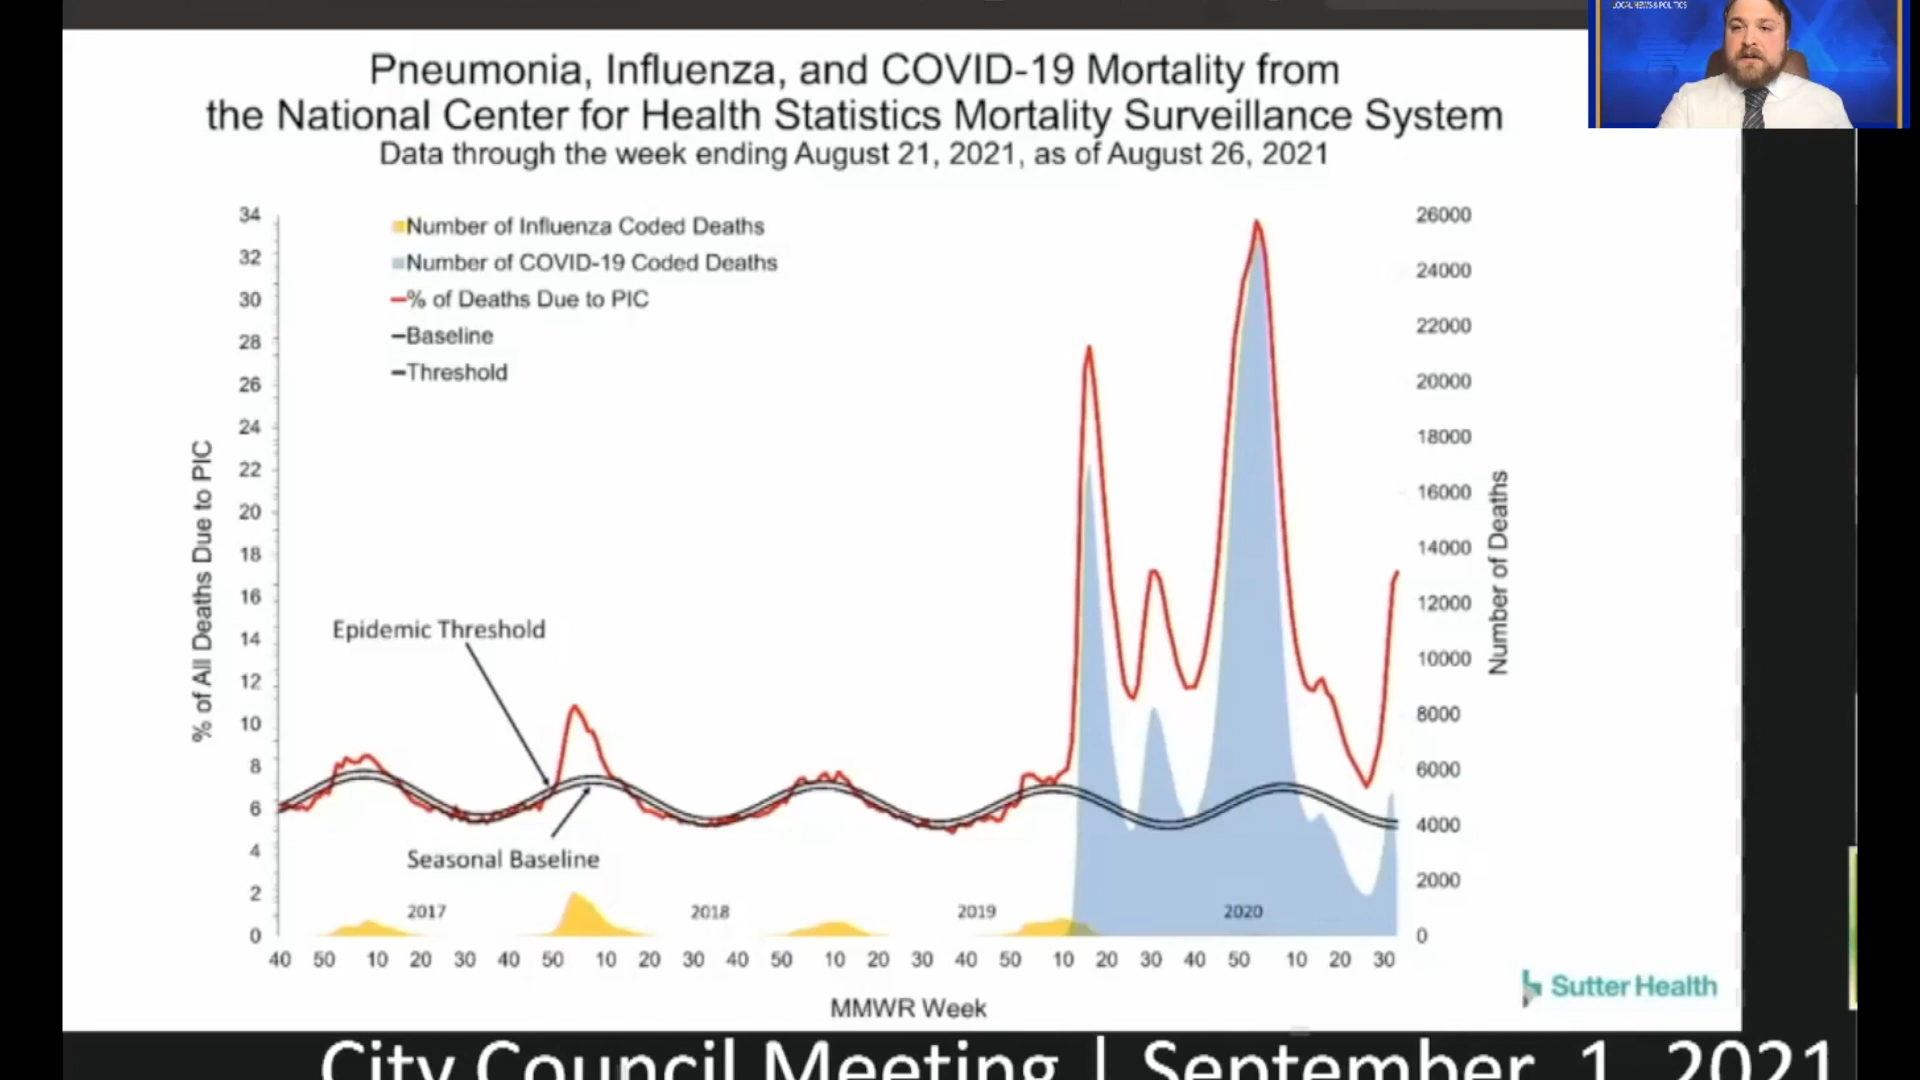 LOCAL NEWS & POLITICS
Pneumonia, Influenza, and COVID-19 Mortality from
the National Center for Health Statistics Mortality Surveillance System
Data through the week ending August 21, 2021, as of August 26, 2021
Number of Influenza Coded Deaths
Number of COVID-19 Coded Deaths
% of Deaths Due to PIC
Baseline
Threshold
% of All Deaths Due to PIC
34
32
30
28
26
24
22
20
18
16
14
12
10
8
6
4
2
0
Epidemic Threshold
Seasonal Baseline
2017
2018
2019
2020
26000
24000
22000
20000
18000
16000
14000
12000
10000
8000
6000
4000
2000
0
Number of Deaths
40 50 10 20 30 40 50 10 20 30 40 50 10 20 30 40 50 10 20 30 40 50 10 20 30
MMWR Week
Sutter Health
City Council Meeting | September 1, 2021